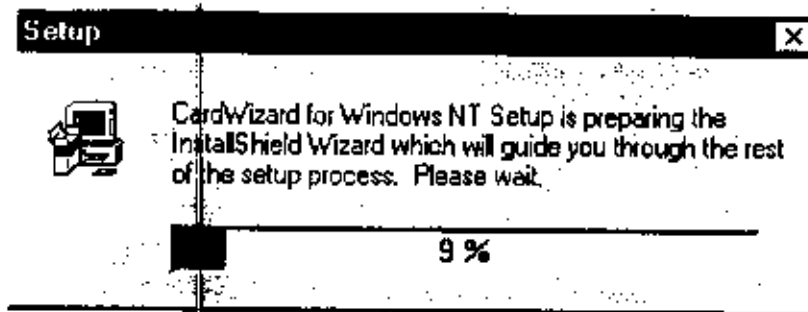 Setup
CardWizard for Windows NT Setup is preparing the
InstallShield Wizard which will guide you through the rest
of the setup process. Please wait.
9 %